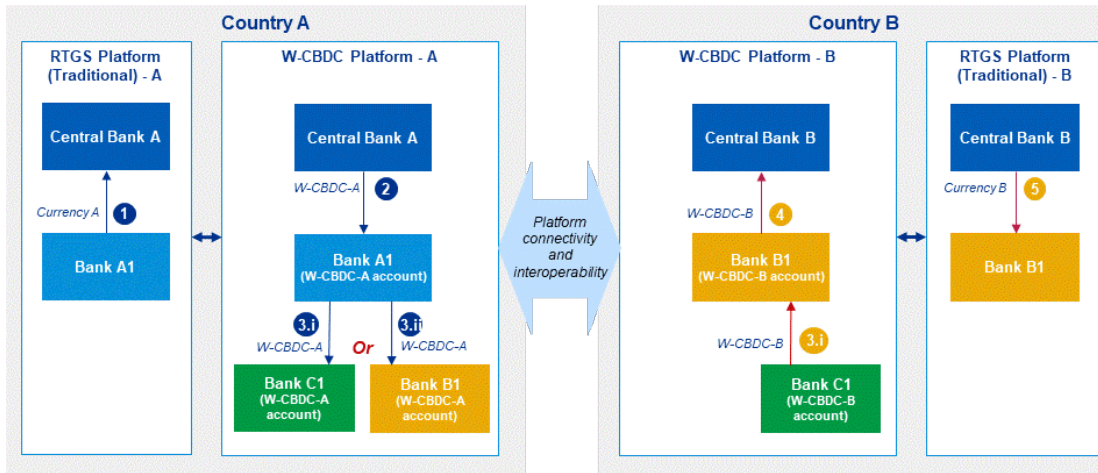 Country A
RTGS Platform
(Traditional) - A
Central Bank A
Currency A
1
Bank A1
W-CBDC Platform - A
Central Bank A
W-CBDC-A
2
Bank A1
(W-CBDC-A account)
3.i
3.ii
W-CBDC-A
Or
W-CBDC-A
Bank C1
(W-CBDC-A
account)
Bank B1
(W-CBDC-A
account)
Platform
connectivity
and
interoperability
Country B
W-CBDC Platform - B
Central Bank B
W-CBDC-B
4
Bank B1
(W-CBDC-B account)
W-CBDC-B
3.i
Bank C1
(W-CBDC-B
account)
RTGS Platform
(Traditional) - B
Central Bank B
Currency B
5
Bank B1